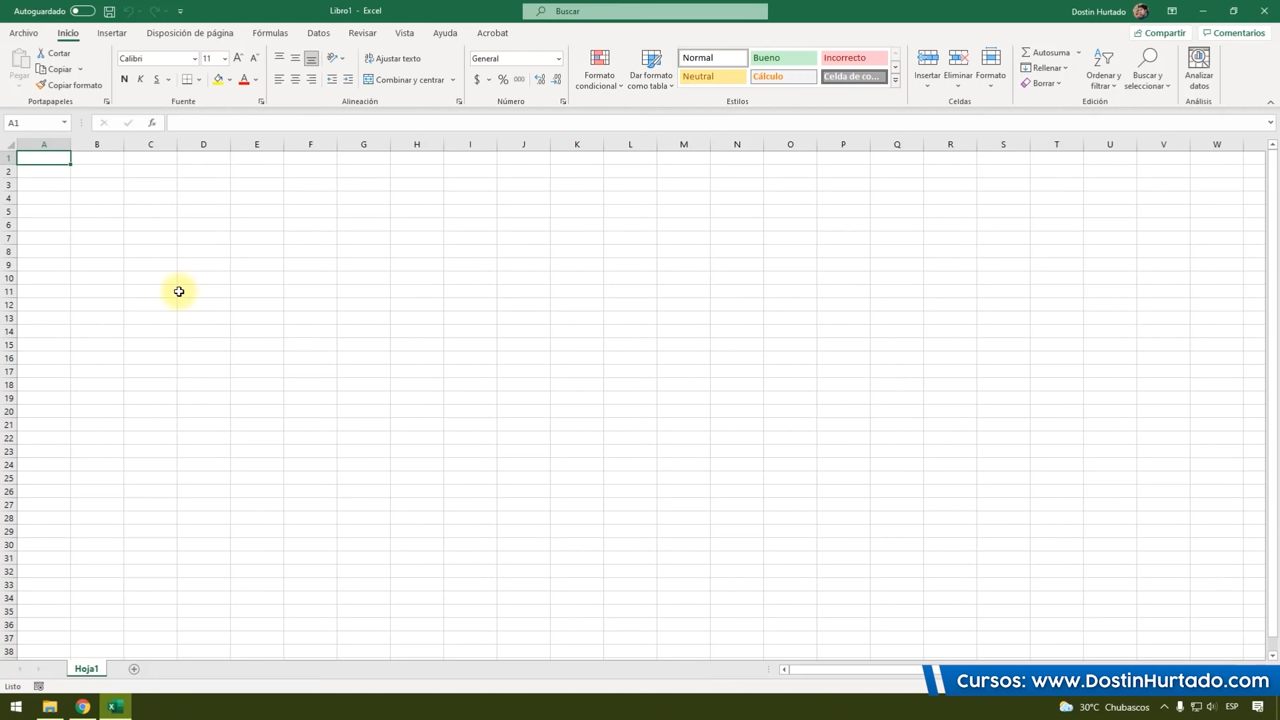 Autoguardado
Libro1 - Excel
Buscar
Dostin Hurtado
Archivo Inicio Insertar Disposición de página Fórmulas Datos Revisar Vista Ayuda Acrobat
Compartir Comentarios
Pegar
Cortar
Copiar
Copiar formato
Portapapeles
Calibri 11
N K S
Fuente
Ajustar texto
Combinar y centrar
Alineación
General
$ % 000
Número
Formato condicional
Dar formato como tabla
Normal Bueno Incorrecto
Neutral Cálculo Celda de co...
Estilos
Insertar Eliminar Formato
Celdas
Autosuma
Rellenar
Borrar
Ordenar y filtrar
Buscar y seleccionar
Edición
Analizar datos
Análisis
A1
fx
A B C D E F G H I J K L M N O P Q R S T U V W
1
2
3
4
5
6
7
8
9
10
11
12
13
14
15
16
17
18
19
20
21
22
23
24
25
26
27
28
29
30
31
32
33
34
35
36
37
38
Hoja1
Listo
Cursos: www.DostinHurtado.com
30°C Chubascos
ESP